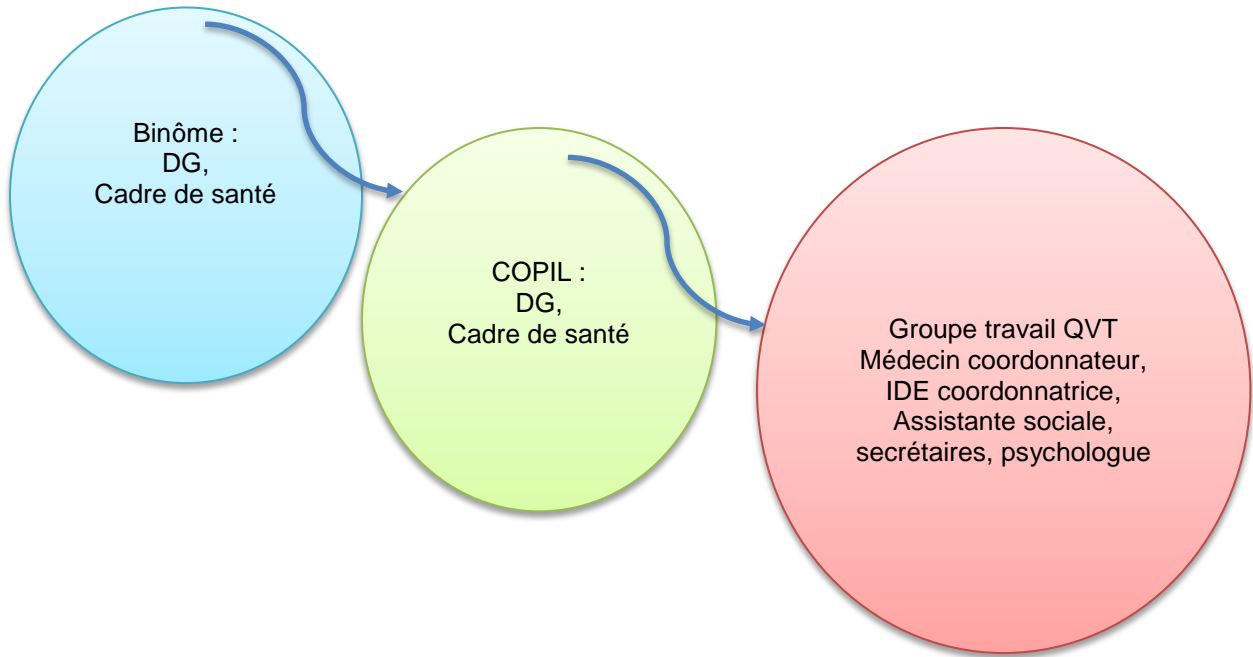 Binôme :
DG,
Cadre de santé
COPIL :
DG,
Cadre de santé
Groupe travail QVT
Médecin coordonnateur,
IDE coordonnatrice,
Assistante sociale,
secrétaires, psychologue